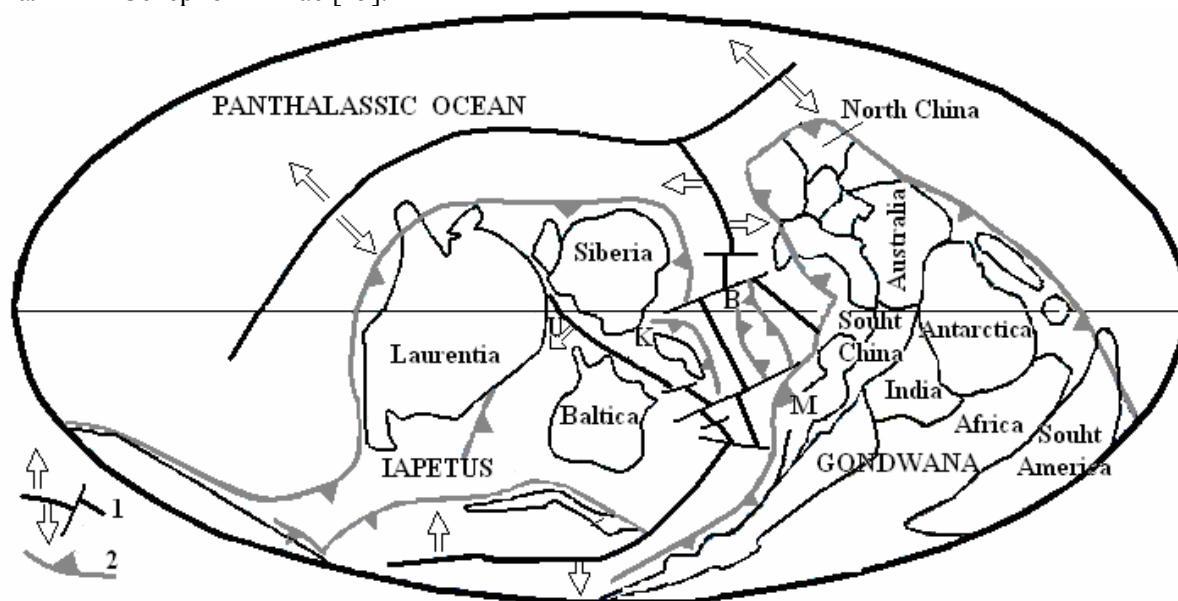 PANTHALASSIC OCEAN
North China
Siberia
Australia
B
Souht
China
Antarctica
U
K
Laurentia
India
Baltica
M
Africa
Souht
America
IAPETUS
GONDWANA
1
2